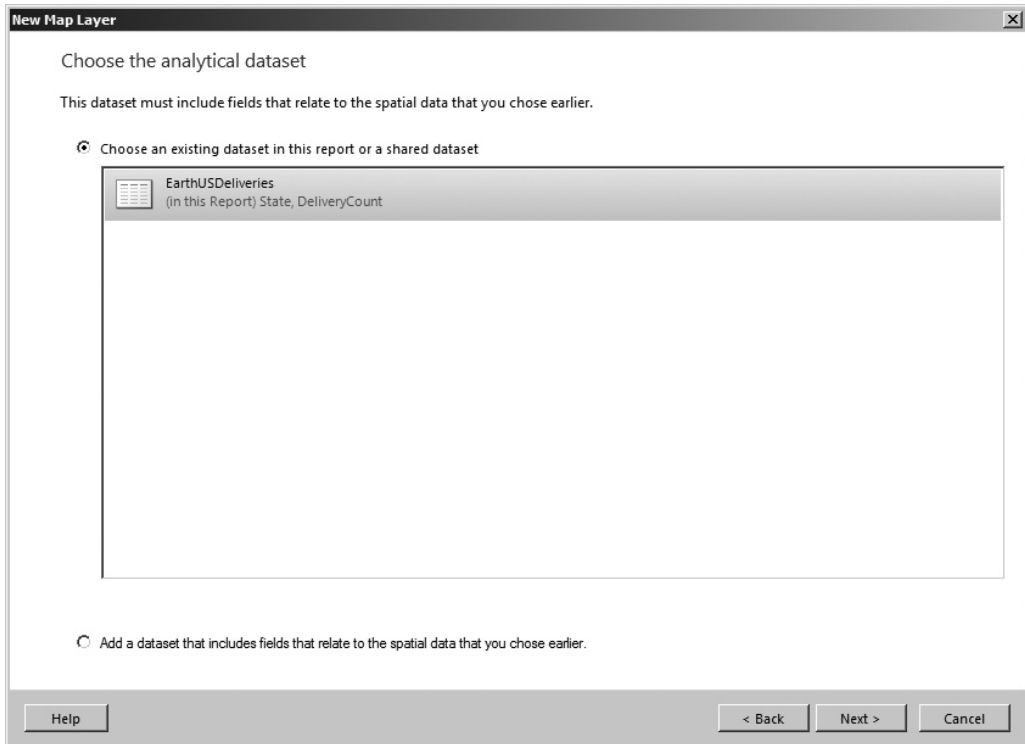 New Map Layer
Choose the analytical dataset
This dataset must include fields that relate to the spatial data that you chose earlier.
Choose an existing dataset in this report or a shared dataset
EarthUSDeliveries
(in this Report) State, DeliveryCount
Add a dataset that includes fields that relate to the spatial data that you chose earlier.
Help < Back Next > Cancel